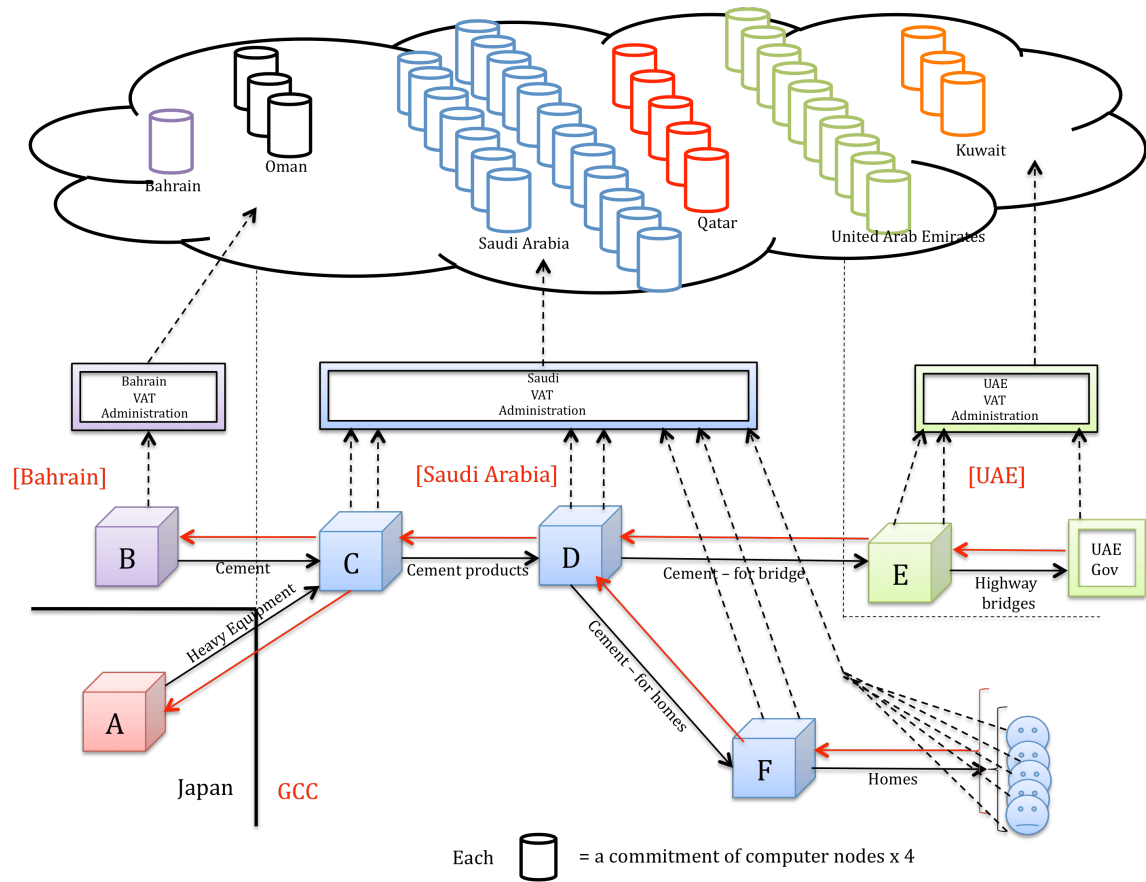 Bahrain
Oman
Saudi Arabia
Qatar
United Arab Emirates
Kuwait
Bahrain
VAT
Administration
Saudi
VAT
Administration
UAE
VAT
Administration
[Bahrain]
[Saudi Arabia]
[UAE]
B
Cement
C
Cement products
D
Cement – for bridge
E
Highway
bridges
UAE
Gov
Heavy Equipment
Cement – for homes
A
F
Homes
Japan
GCC
Each
= a commitment of computer nodes x 4